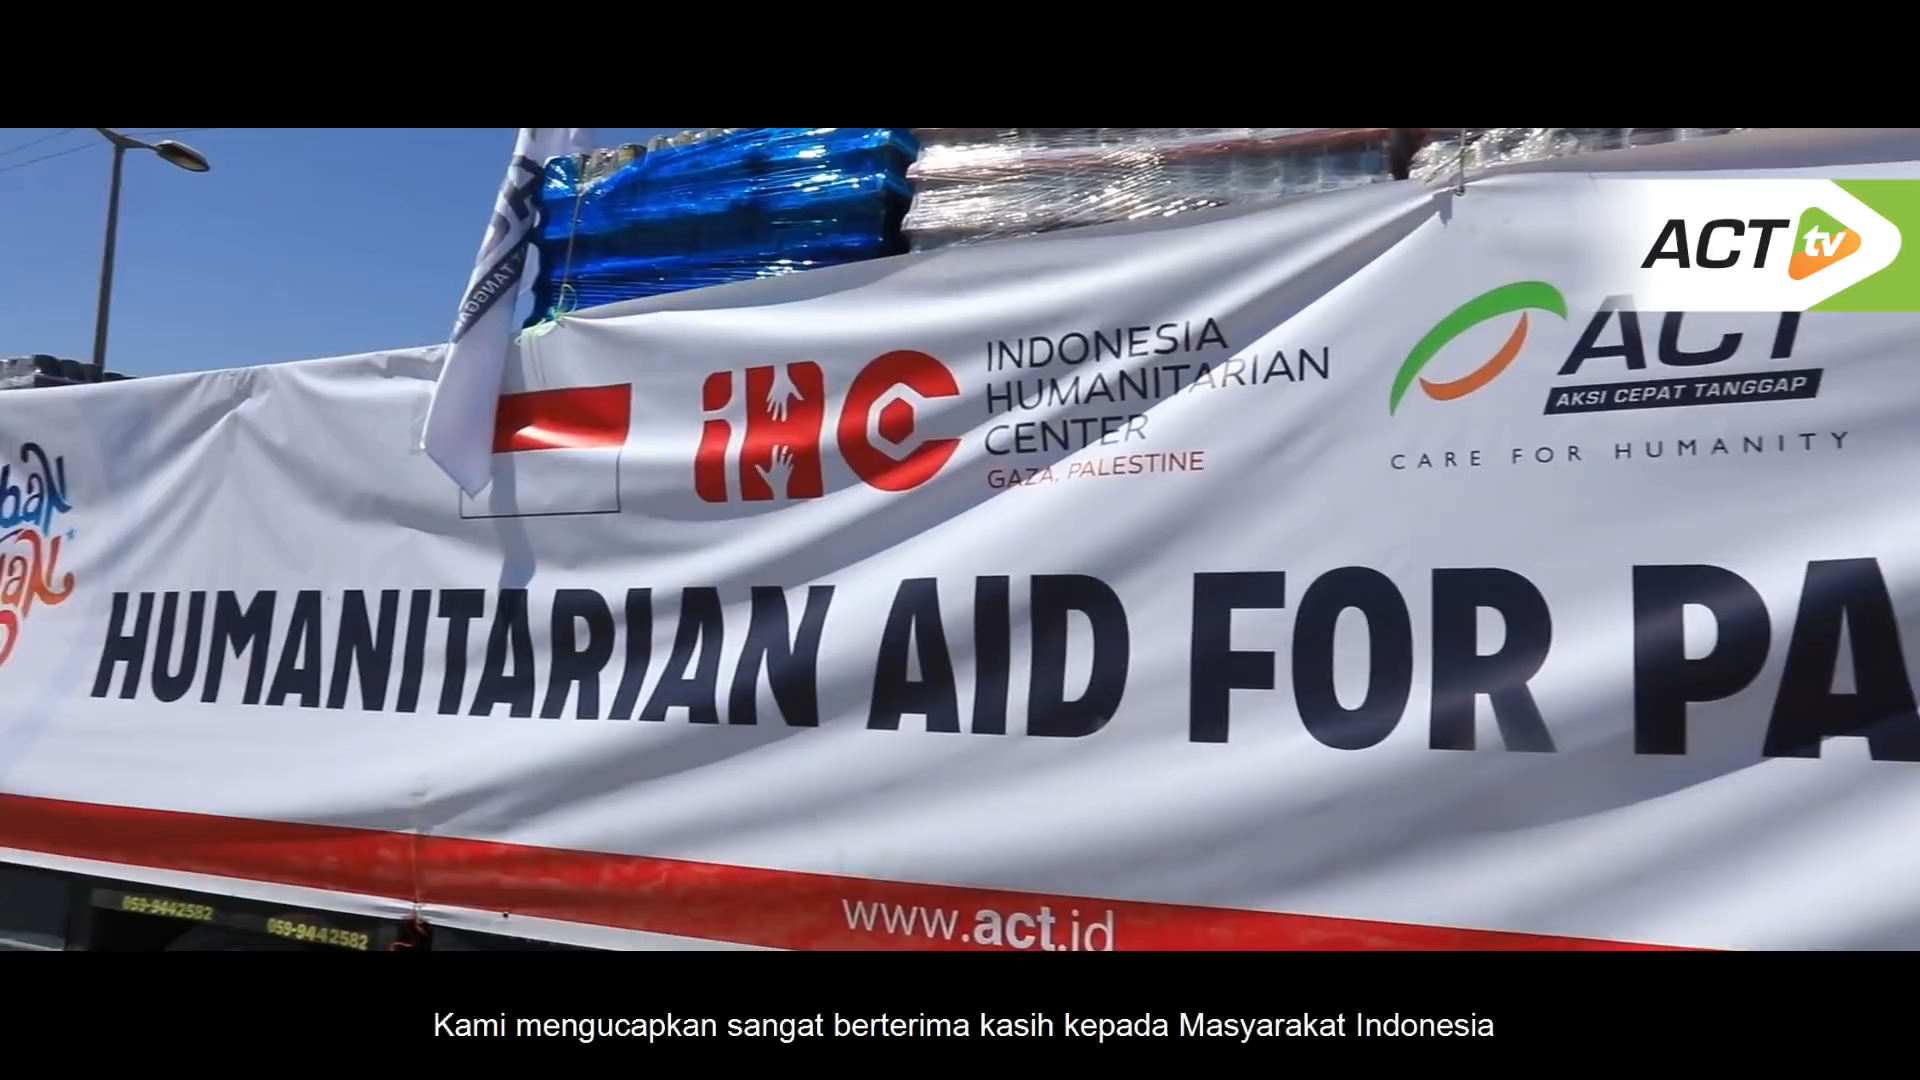 ACT tv
INDONESIA
HUMANITARIAN
CENTER
GAZA, PALESTINE
iHC
ACT
AKSI CEPAT TANGGAP
CARE FOR HUMANITY
HUMANITARIAN AID FOR PA
059-9442582
059-9442582
www.act.id
Kami mengucapkan sangat berterima kasih kepada Masyarakat Indonesia